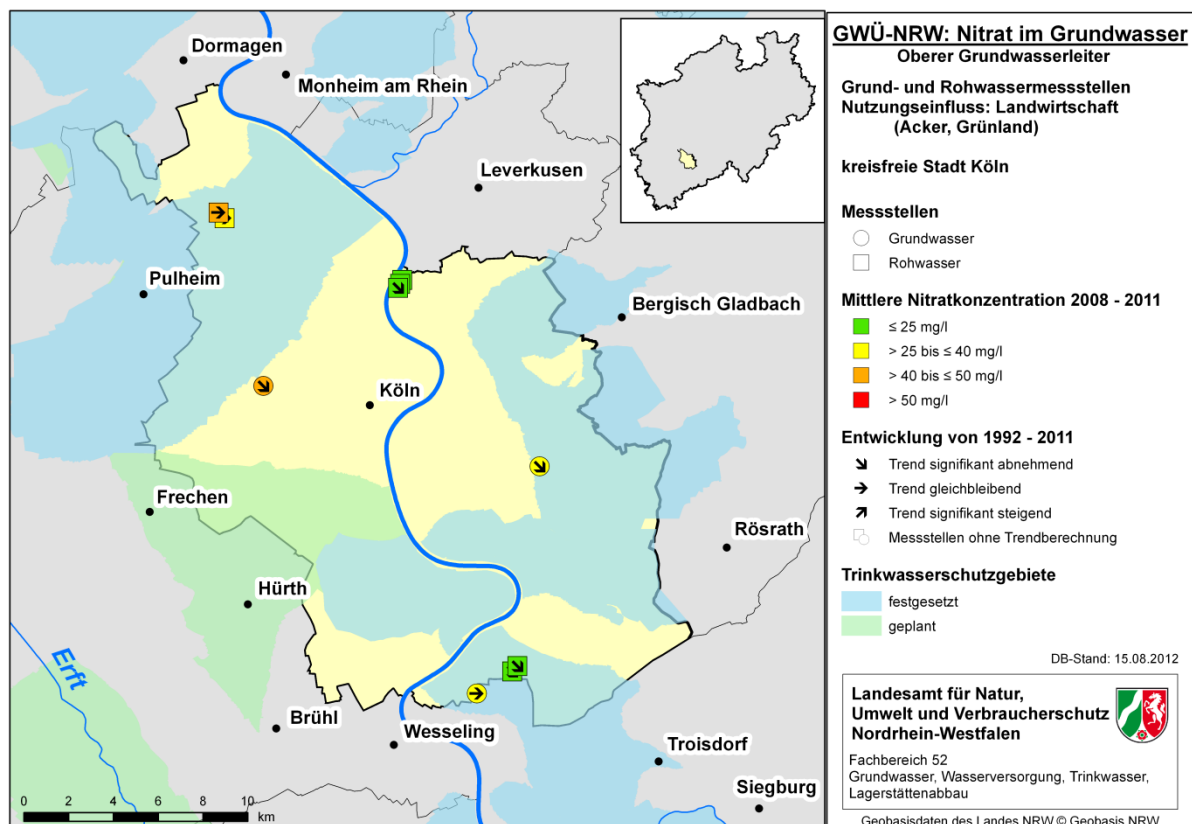 Dormagen
Monheim am Rhein
Leverkusen
Pulheim
Bergisch Gladbach
Köln
Frechen
Rösrath
Hürth
Erft
Brühl
Wesseling
Troisdorf
Siegburg
0 2 4 6 8 10
km
GWÜ-NRW: Nitrat im Grundwasser
Oberer Grundwasserleiter
Grund- und Rohwassermessstellen
Nutzungseinfluss: Landwirtschaft
(Acker, Grünland)
kreisfreie Stadt Köln
Messstellen
Grundwasser
Rohwasser
Mittlere Nitratkonzentration 2008 - 2011
≤ 25 mg/l
> 25 bis ≤ 40 mg/l
> 40 bis ≤ 50 mg/l
> 50 mg/l
Entwicklung von 1992 - 2011
Trend signifikant abnehmend
Trend gleichbleibend
Trend signifikant steigend
Messstellen ohne Trendberechnung
Trinkwasserschutzgebiete
festgesetzt
geplant
DB-Stand: 15.08.2012
Landesamt für Natur,
Umwelt und Verbraucherschutz
Nordrhein-Westfalen
Fachbereich 52
Grundwasser, Wasserversorgung, Trinkwasser,
Lagerstättenabbau
Geobasisdaten des Landes NRW © Geobasis NRW